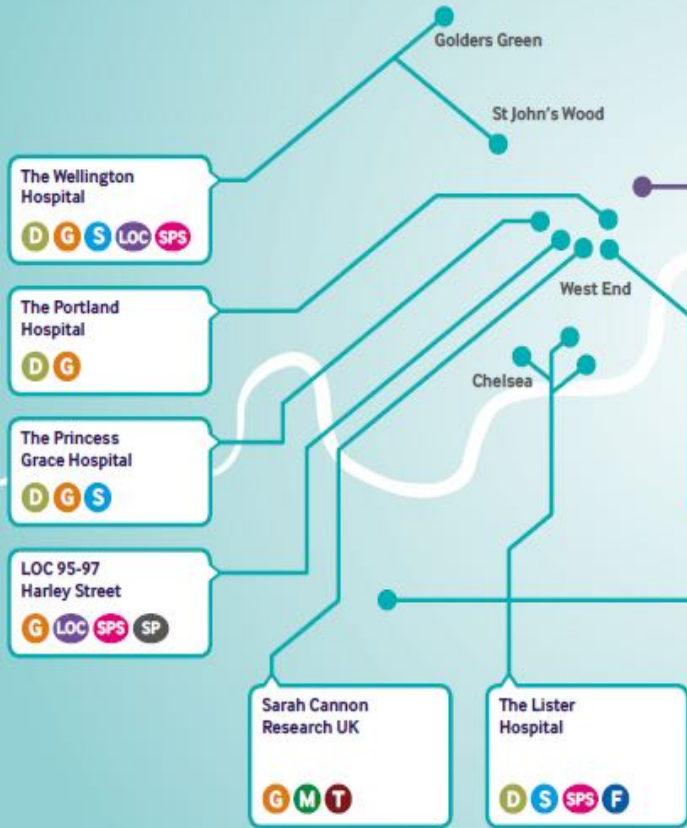 Golders Green
St John's Wood
The Wellington
Hospital
D G S LOC SPS
The Portland
Hospital
D G
West End
Chelsea
The Princess
Grace Hospital
D G S
LOC 95-97
Harley Street
G LOC SPS SP
Sarah Cannon
Research UK
G M T
The Lister
Hospital
D S SPS F